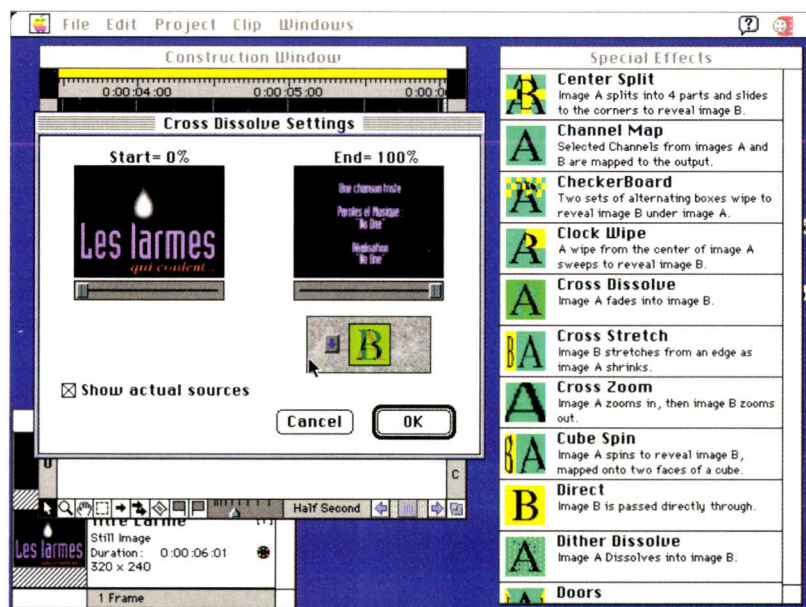 File Edit Project Clip Windows
Construction Window
0:00:04:00 0:00:05:00 0:00:0
Cross Dissolve Settings
Start= 0% End= 100%
Les larmes
qui coulent...
Une chanson triste
Paroles et Musique :
"No One"
Réalisation
"No One"
B
Show actual sources
Cancel OK
C
Half Second
Titre Larme
Les larmes
Still Image
Duration: 0:00:06:01
320 x 240
1 Frame
Special Effects
Center Split
Image A splits into 4 parts and slides
to the corners to reveal image B.
Channel Map
Selected Channels from images A and
B are mapped to the output.
CheckerBoard
Two sets of alternating boxes wipe to
reveal image B under image A.
Clock Wipe
A wipe from the center of image A
sweeps to reveal image B.
Cross Dissolve
Image A fades into image B.
Cross Stretch
Image B stretches from an edge as
image A shrinks.
Cross Zoom
Image A zooms in, then image B zooms
out.
Cube Spin
Image A spins to reveal image B,
mapped onto two faces of a cube.
Direct
Image B is passed directly through.
Dither Dissolve
Image A Dissolves into image B.
Doors